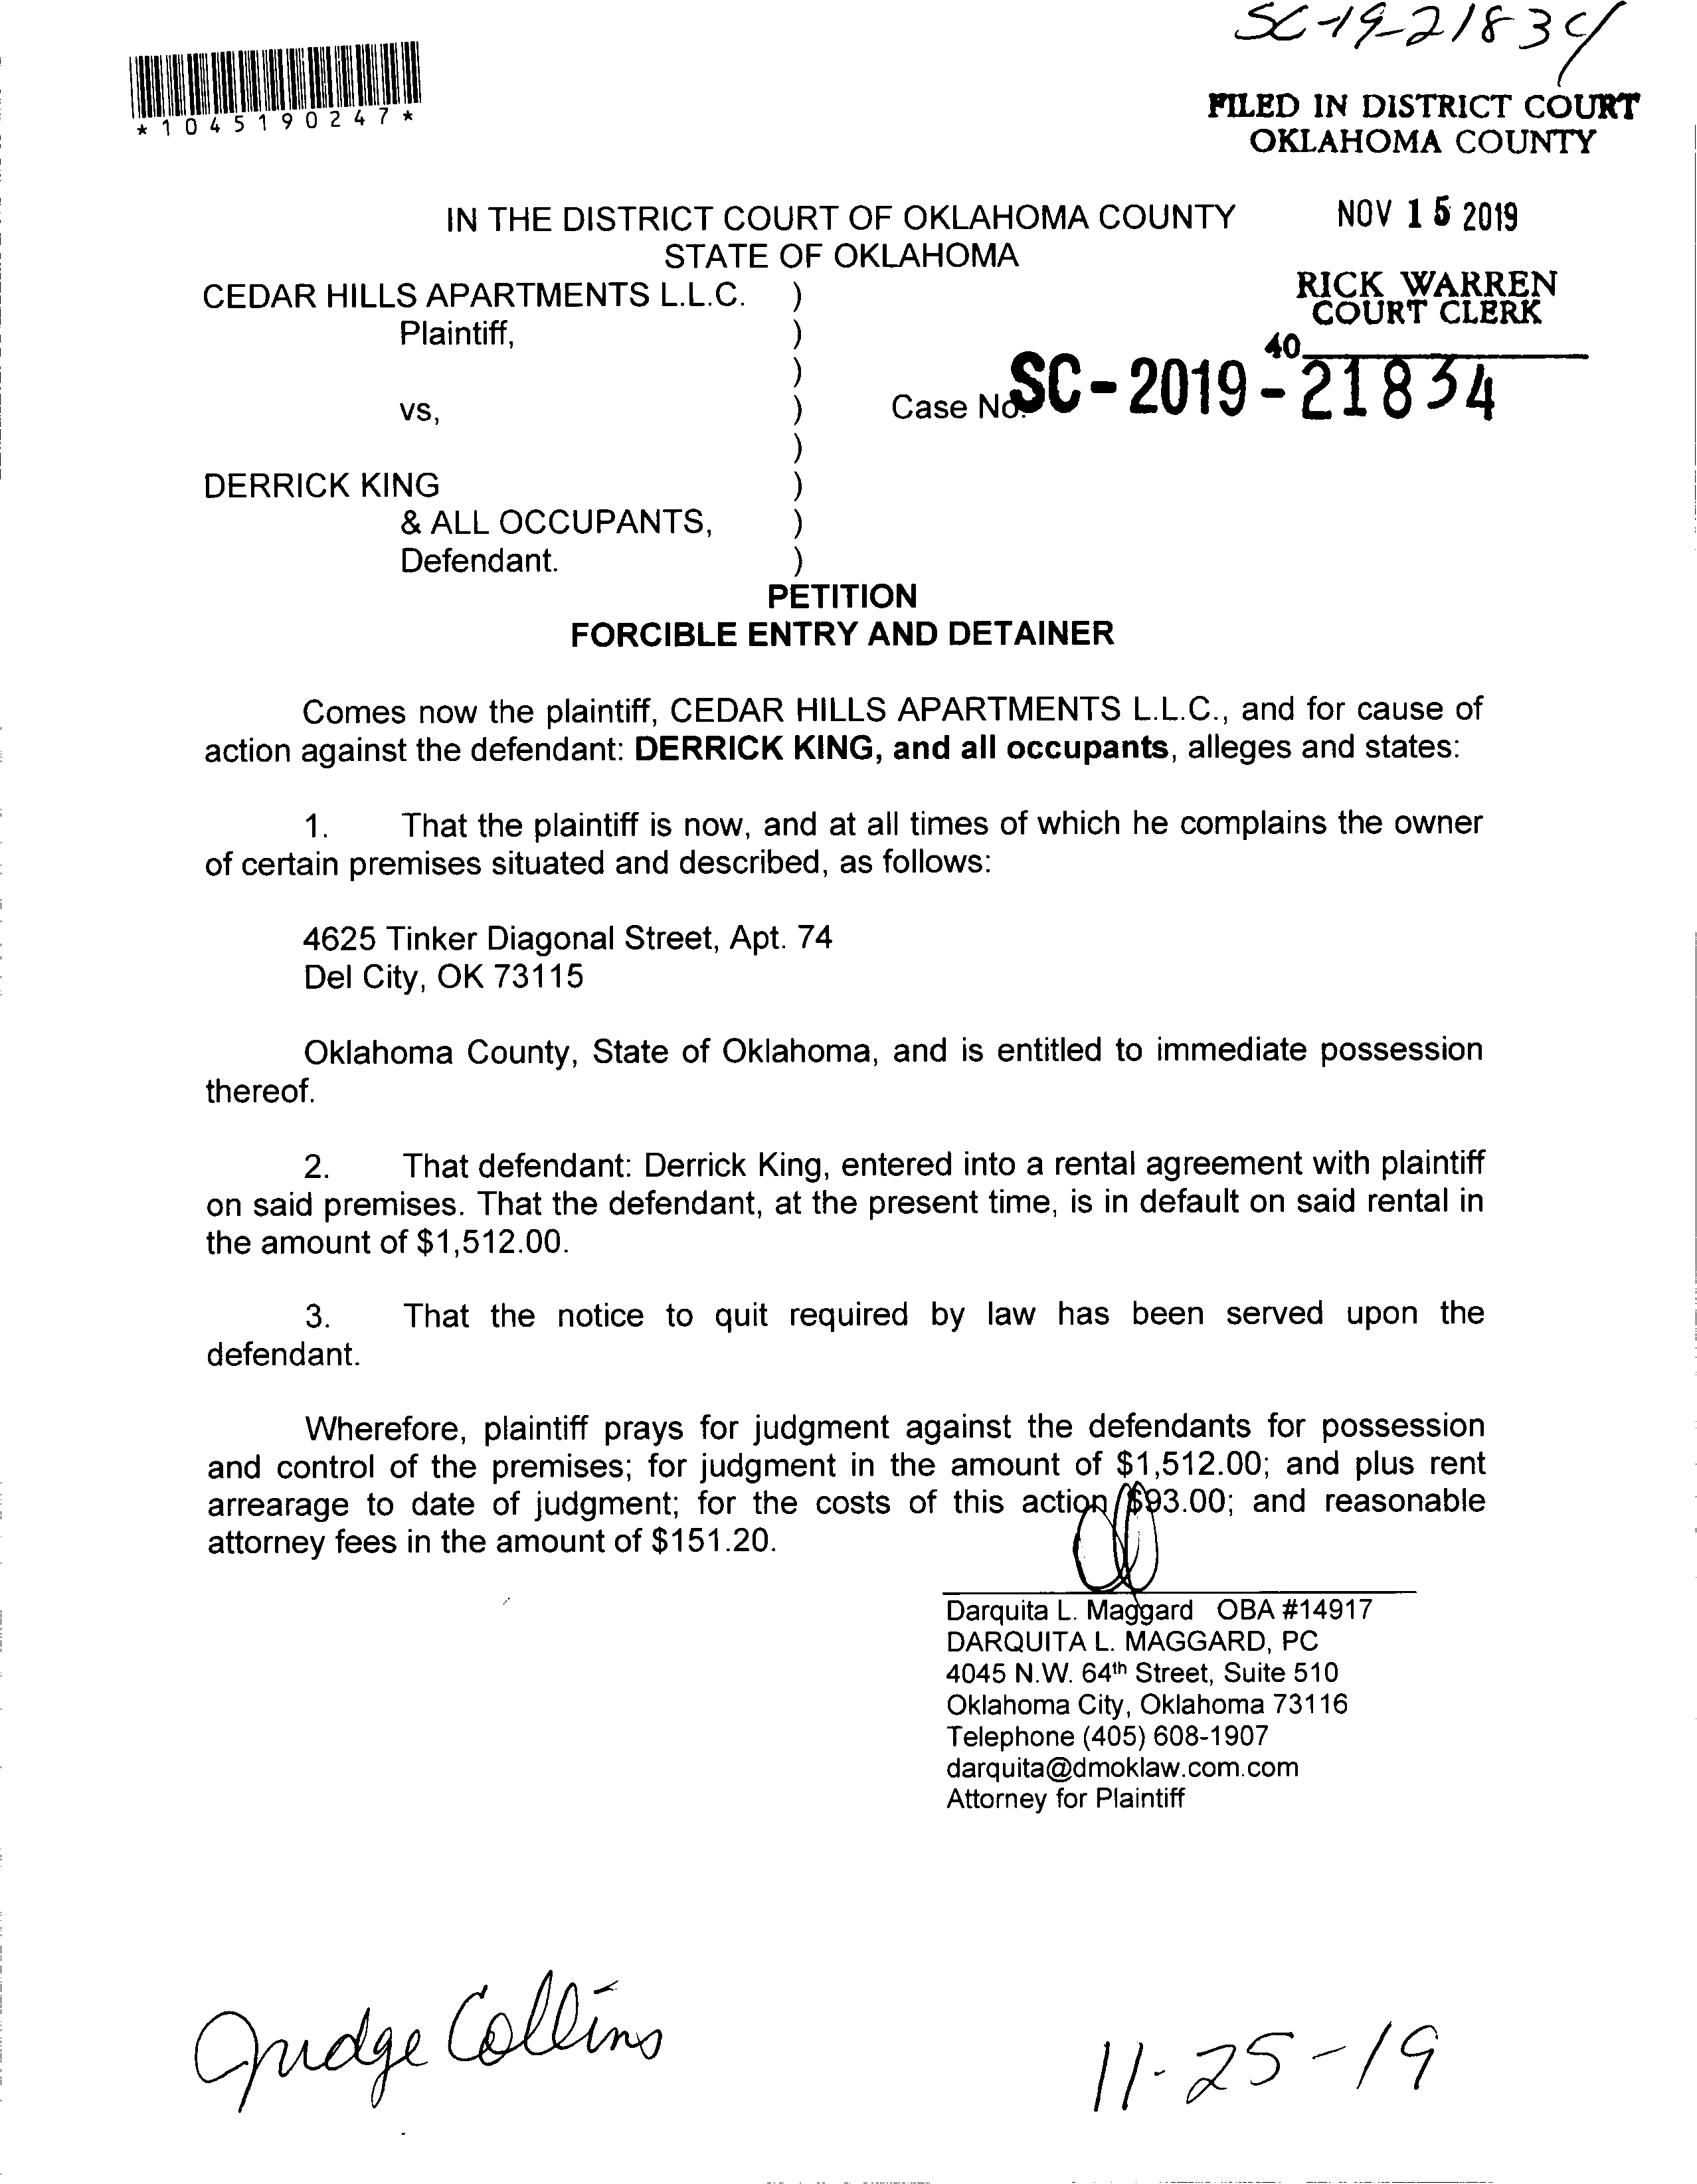 SC-19-21834
*1045190247*
FILED IN DISTRICT COURT
OKLAHOMA COUNTY
IN THE DISTRICT COURT OF OKLAHOMA COUNTY
STATE OF OKLAHOMA
NOV 15 2019
RICK WARREN
COURT CLERK
40
CEDAR HILLS APARTMENTS L.L.C. )
Plaintiff, )
)
vs, ) Case No. SC-2019-21834
)
DERRICK KING )
& ALL OCCUPANTS, )
Defendant. )
PETITION
FORCIBLE ENTRY AND DETAINER
Comes now the plaintiff, CEDAR HILLS APARTMENTS L.L.C., and for cause of
action against the defendant: DERRICK KING, and all occupants, alleges and states:
1. That the plaintiff is now, and at all times of which he complains the owner
of certain premises situated and described, as follows:
4625 Tinker Diagonal Street, Apt. 74
Del City, OK 73115
Oklahoma County, State of Oklahoma, and is entitled to immediate possession
thereof.
2. That defendant: Derrick King, entered into a rental agreement with plaintiff
on said premises. That the defendant, at the present time, is in default on said rental in
the amount of $1,512.00.
3. That the notice to quit required by law has been served upon the
defendant.
Wherefore, plaintiff prays for judgment against the defendants for possession
and control of the premises; for judgment in the amount of $1,512.00; and plus rent
arrearage to date of judgment; for the costs of this action $93.00; and reasonable
attorney fees in the amount of $151.20.
Darquita L. Maggard OBA #14917
DARQUITA L. MAGGARD, PC
4045 N.W. 64th Street, Suite 510
Oklahoma City, Oklahoma 73116
Telephone (405) 608-1907
darquita@dmoklaw.com.com
Attorney for Plaintiff
Judge Collins
11-25-19